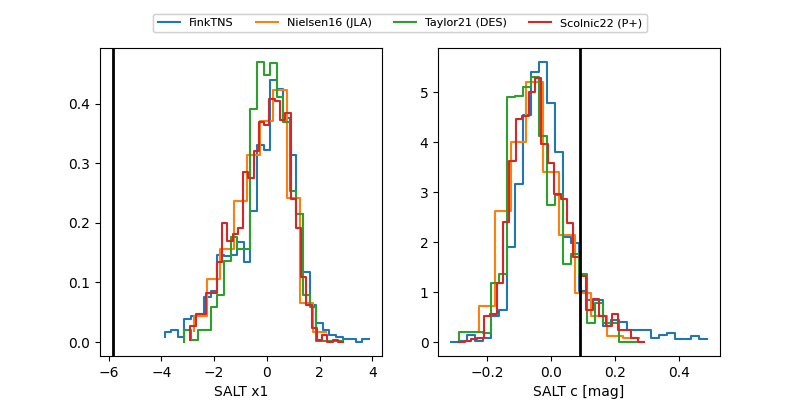 FinkTNS Nielsen16 (JLA) Taylor21 (DES) Scolnic22 (P+)
0.4
0.3
0.2
0.1
0.0
−6 −4 −2 0 2 4
SALT x1
5
4
3
2
1
0
−0.2 0.0 0.2 0.4
SALT c [mag]